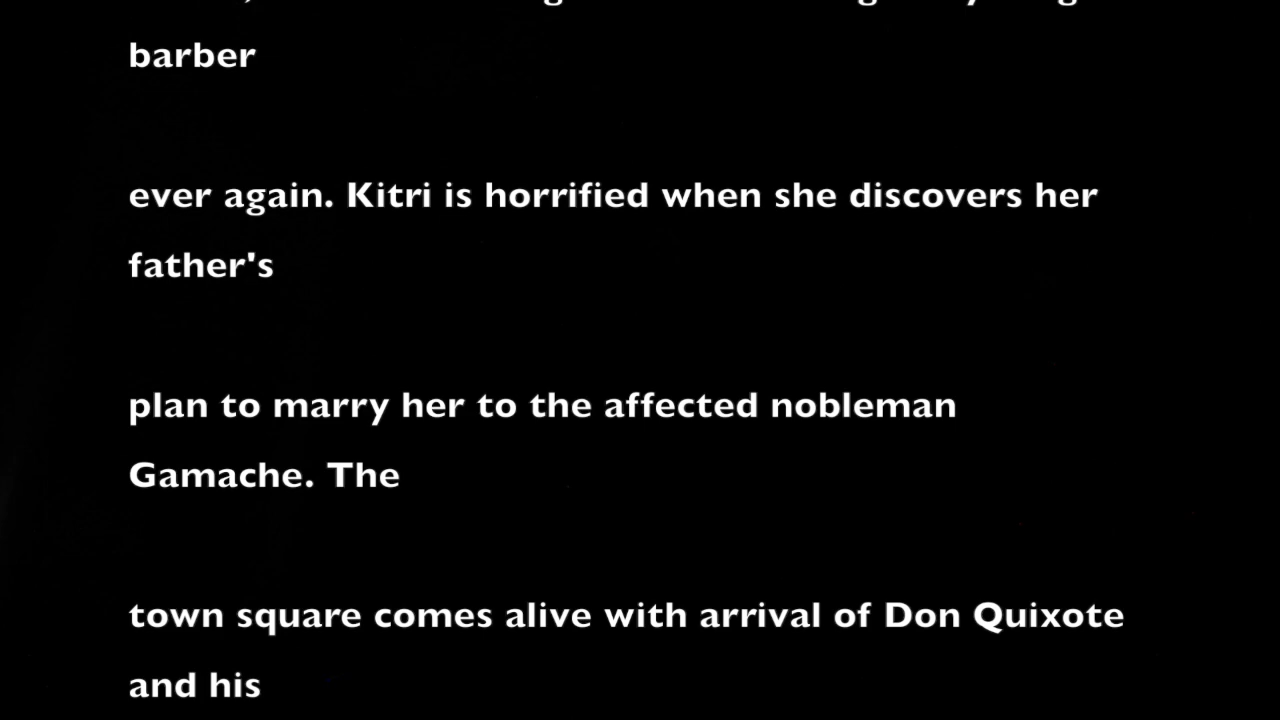 barber
ever again. Kitri is horrified when she discovers her
father's
plan to marry her to the affected nobleman
Gamache. The
town square comes alive with arrival of Don Quixote
and his